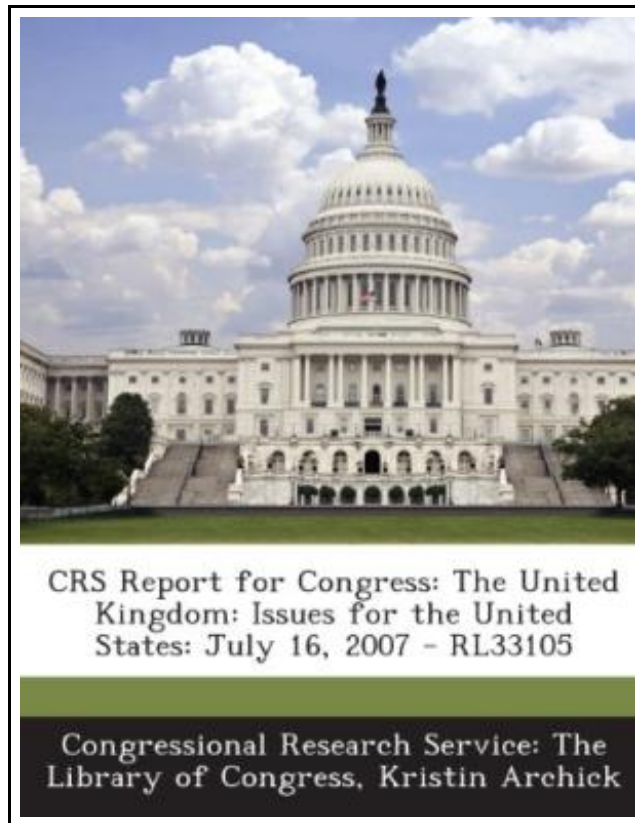 CRS Report for Congress: The United
Kingdom: Issues for the United
States: July 16, 2007 - RL33105
Congressional Research Service: The
Library of Congress, Kristin Archick